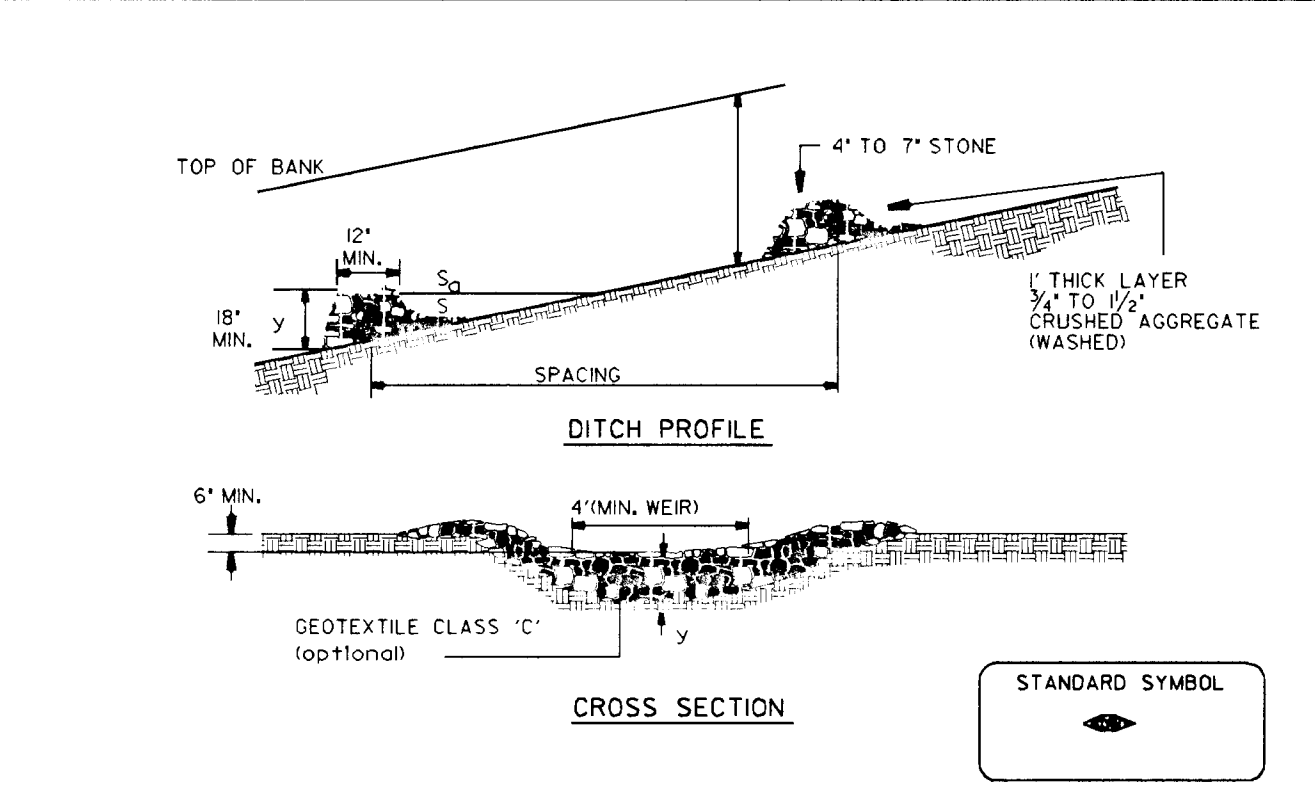 TOP OF BANK
4" TO 7" STONE
12"
MIN.
Sa
S
18"
MIN.
y
1' THICK LAYER
3/4" TO 1 1/2"
CRUSHED AGGREGATE
(WASHED)
SPACING
DITCH PROFILE
6" MIN.
4'(MIN. WEIR)
GEOTEXTILE CLASS 'C'
(optional)
y
CROSS SECTION
STANDARD SYMBOL